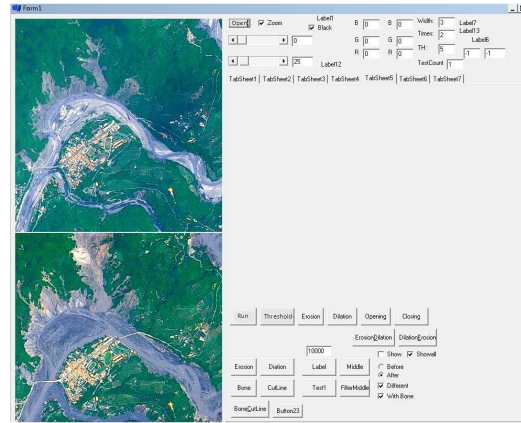 Form1
Open Zoom Label1
Black
B 0 B 0 Width: 3 Label7
G 0 G 0 Times: 2 Label13
R 0 R 0 TH: 5 Label6
-1 -1
0
25 Label12
TestCount 1
TabSheet1 TabSheet2 TabSheet3 TabSheet4 TabSheet5 TabSheet6 TabSheet7
Run Threshold Erosion Dilation Opening Closing
ErosionDilation DilationErosion
10000 Show Showall
Erosion Diation Label Middle Before
After
Bone CutLine Test1 FilterMiddle Different
With Bone
BoneCutLine Button23